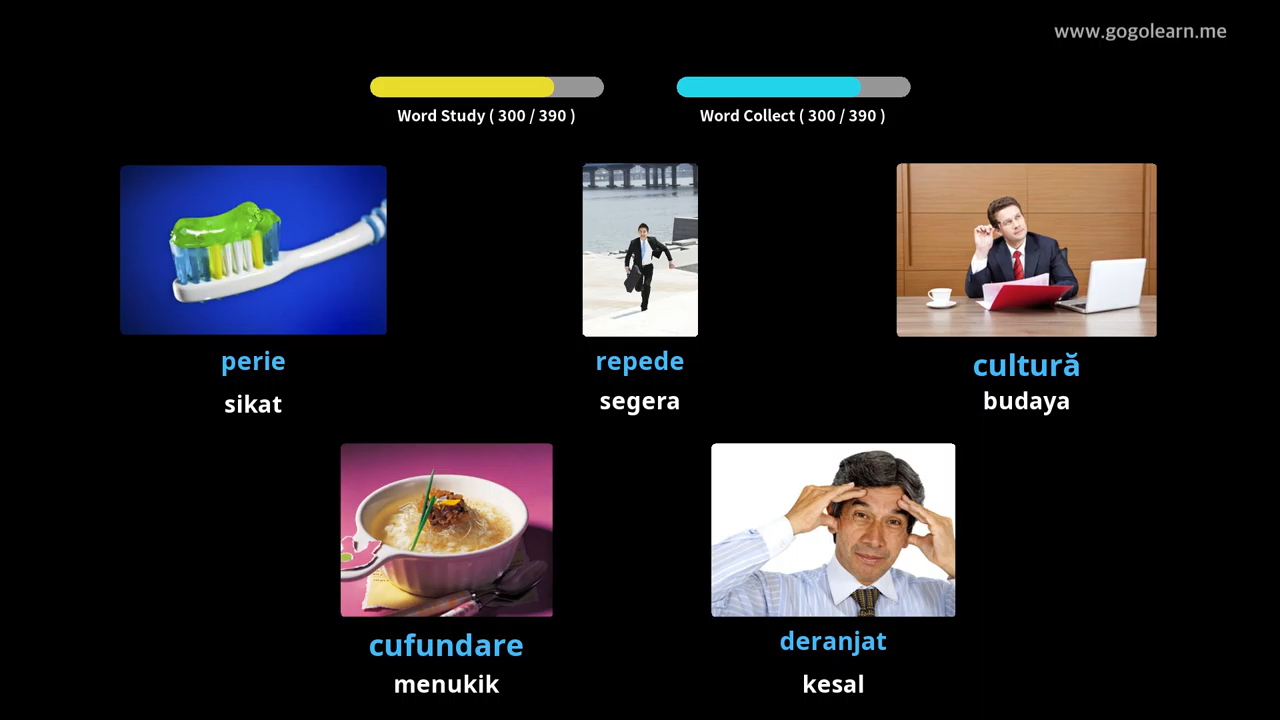 www.gogolearn.me
Word Study ( 300 / 390 )
Word Collect ( 300 / 390 )
perie
sikat
repede
segera
cultură
budaya
cufundare
menukik
deranjat
kesal